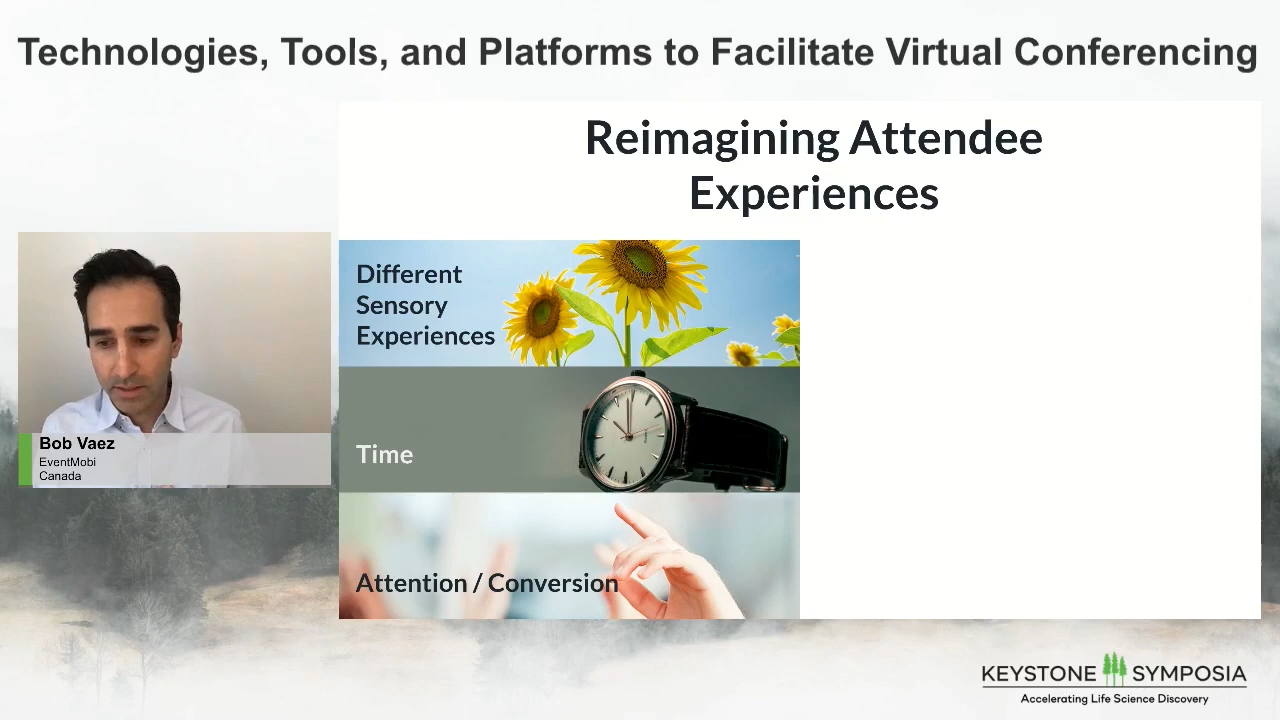 Technologies, Tools, and Platforms to Facilitate Virtual Conferencing
Reimagining Attendee
Experiences
Different
Sensory
Experiences
Time
Attention / Conversion
Bob Vaez
EventMobi
Canada
KEYSTONE SYMPOSIA
Accelerating Life Science Discovery